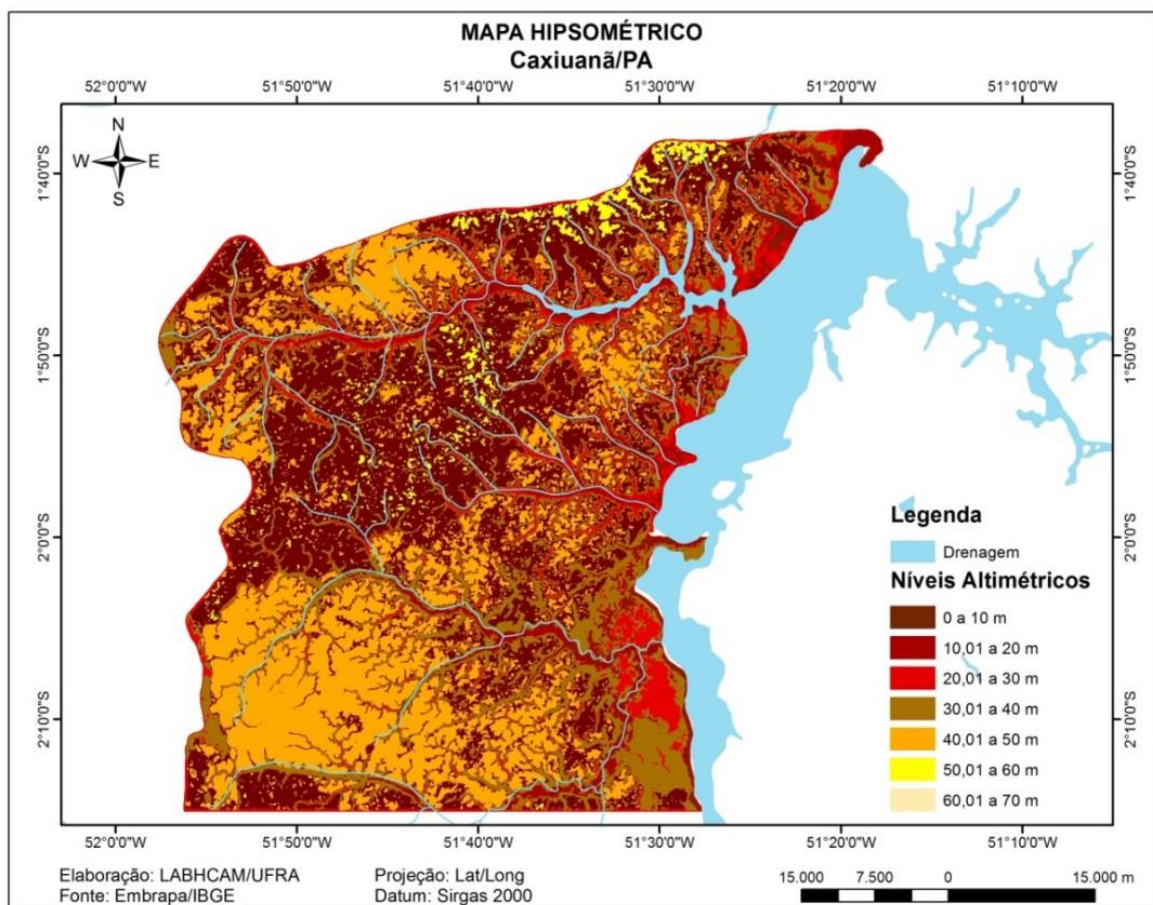 MAPA HIPSOMÉTRICO
Caxiuanã/PA
52°0'0"W 51°50'0"W 51°40'0"W 51°30'0"W 51°20'0"W 51°10'0"W
N
W E
S
1°40'0"S 1°40'0"S
1°50'0"S 1°50'0"S
2°0'0"S 2°0'0"S
2°10'0"S 2°10'0"S
Legenda
Drenagem
Níveis Altimétricos
0 a 10 m
10,01 a 20 m
20,01 a 30 m
30,01 a 40 m
40,01 a 50 m
50,01 a 60 m
60,01 a 70 m
52°0'0"W 51°50'0"W 51°40'0"W 51°30'0"W 51°20'0"W 51°10'0"W
Elaboração: LABHCAM/UFRA
Fonte: Embrapa/IBGE
Projeção: Lat/Long
Datum: Sirgas 2000
15.000 7.500 0 15.000 m